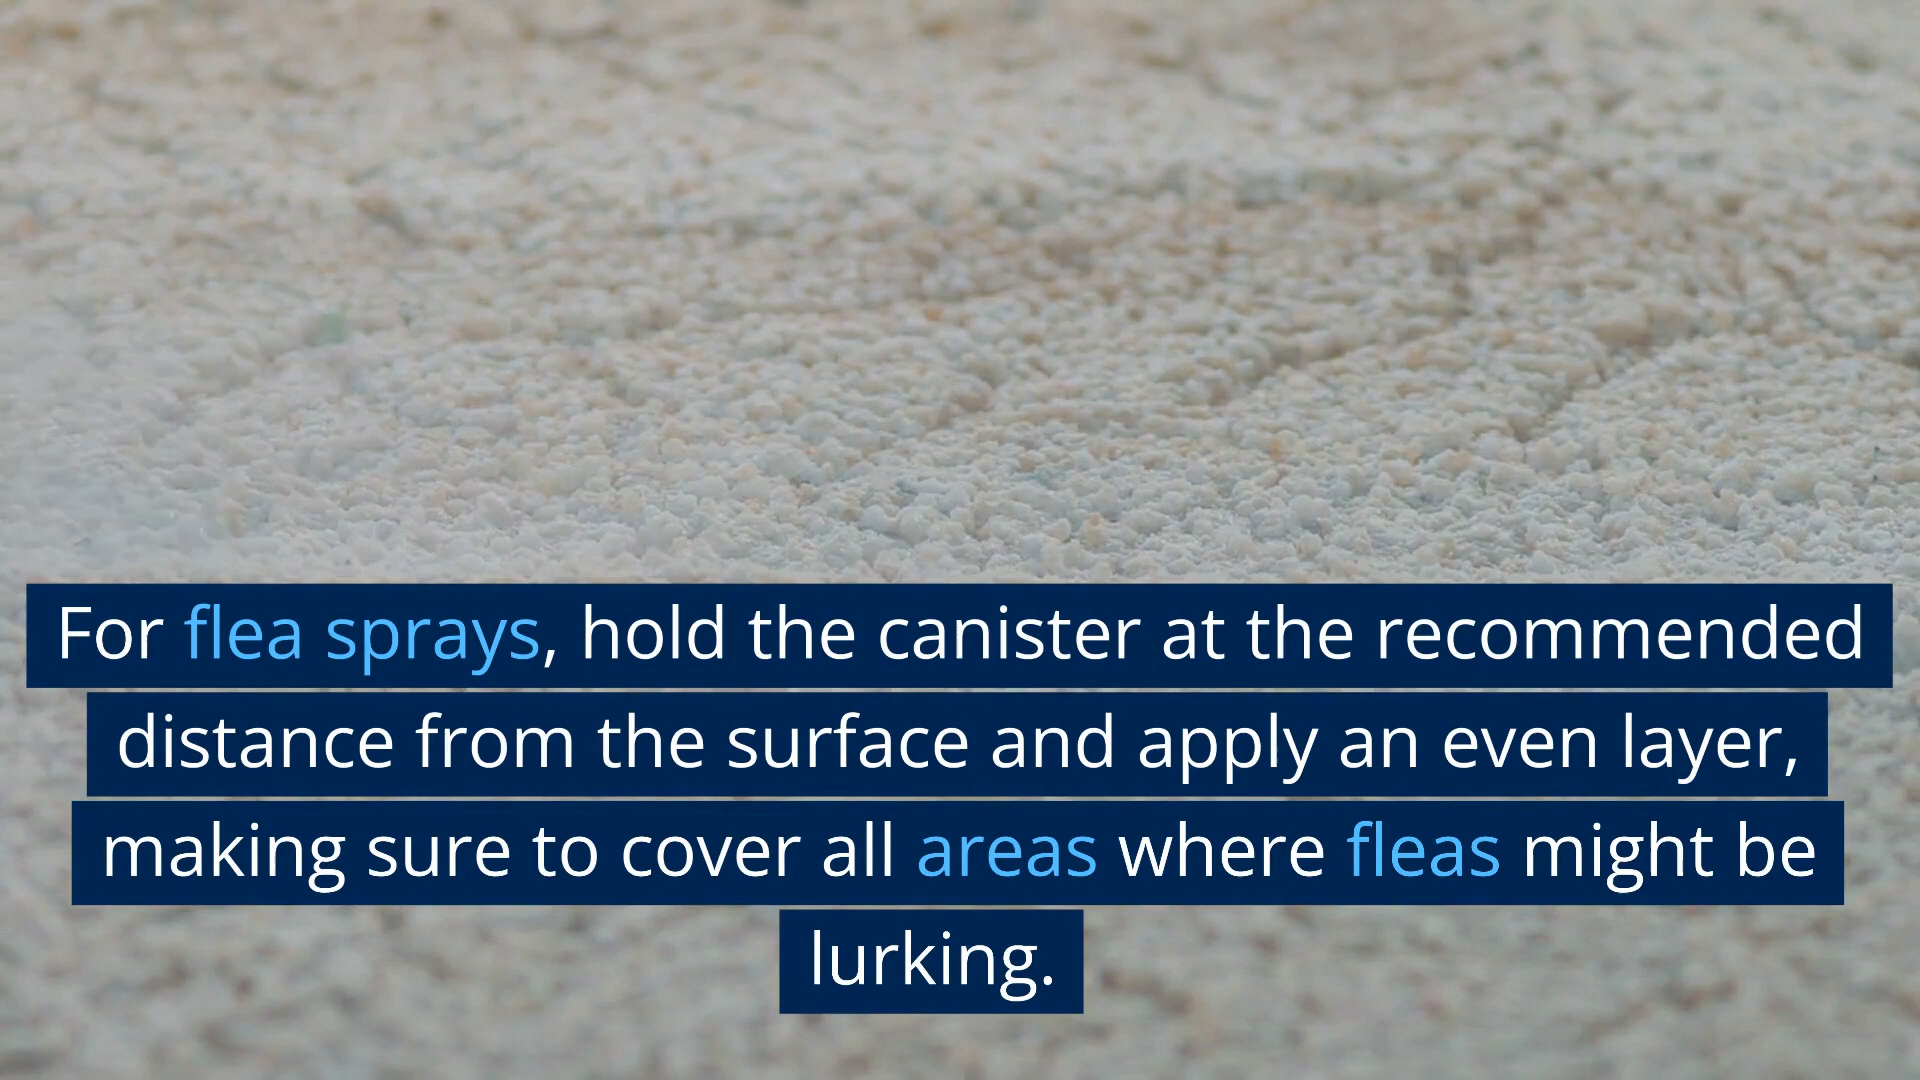 For flea sprays, hold the canister at the recommended
distance from the surface and apply an even layer,
making sure to cover all areas where fleas might be
lurking.